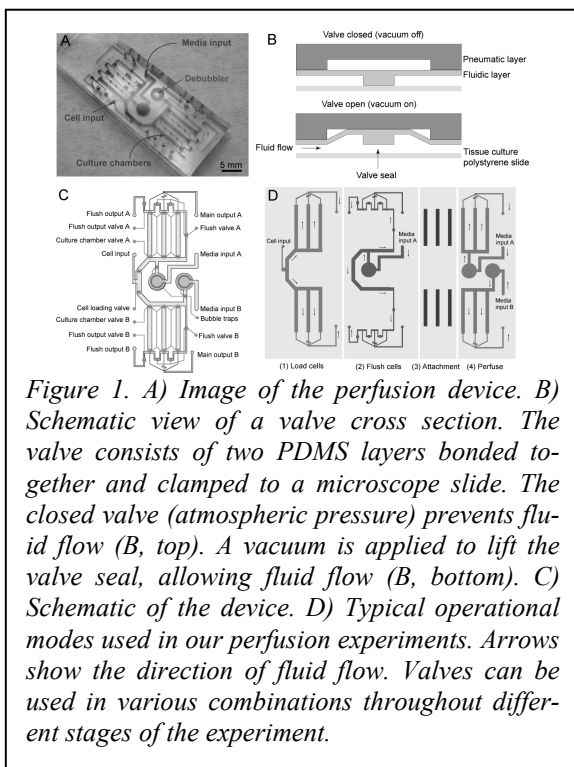 A
Media input
Debubbler
Cell input
Culture chambers
5 mm
B
Valve closed (vacuum off)
Pneumatic layer
Fluidic layer
Valve open (vacuum on)
Fluid flow
Tissue culture
polystyrene slide
Valve seal
C
Flush output A
Flush output valve A
Culture chamber valve A
Cell input
Cell loading valve
Culture chamber valve B
Flush output valve B
Flush output B
Main output A
Flush valve A
Media input A
Media input B
Bubble traps
Flush valve B
Main output B
D
Cell input
Media
input A
Media
input A
Media
input B
(1) Load cells
(2) Flush cells
(3) Attachment
(4) Perfuse
Figure 1. A) Image of the perfusion device. B)
Schematic view of a valve cross section. The
valve consists of two PDMS layers bonded to-
gether and clamped to a microscope slide. The
closed valve (atmospheric pressure) prevents flu-
id flow (B, top). A vacuum is applied to lift the
valve seal, allowing fluid flow (B, bottom). C)
Schematic of the device. D) Typical operational
modes used in our perfusion experiments. Arrows
show the direction of fluid flow. Valves can be
used in various combinations throughout differ-
ent stages of the experiment.